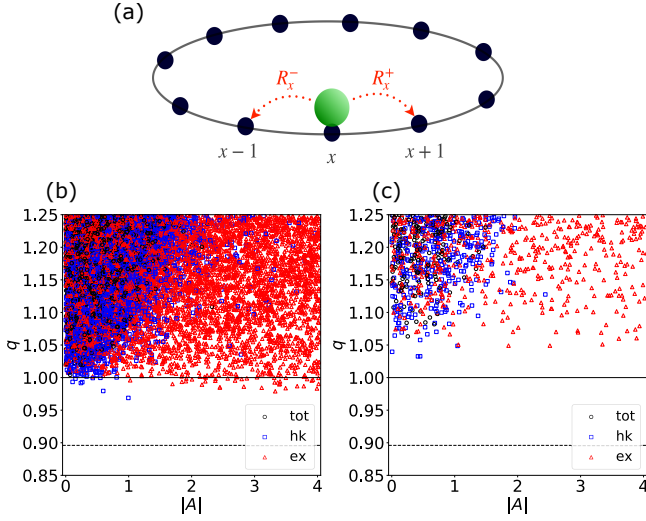 (a)
R_x^- R_x^+
x − 1 x x + 1
(b) (c)
1.25
1.20
1.15
1.10
1.05
1.00
0.95
0.90
0.85
q
tot
hk
ex
0 1 2 3 4
|A|
1.25
1.20
1.15
1.10
1.05
1.00
0.95
0.90
0.85
q
tot
hk
ex
0 1 2 3 4
|A|